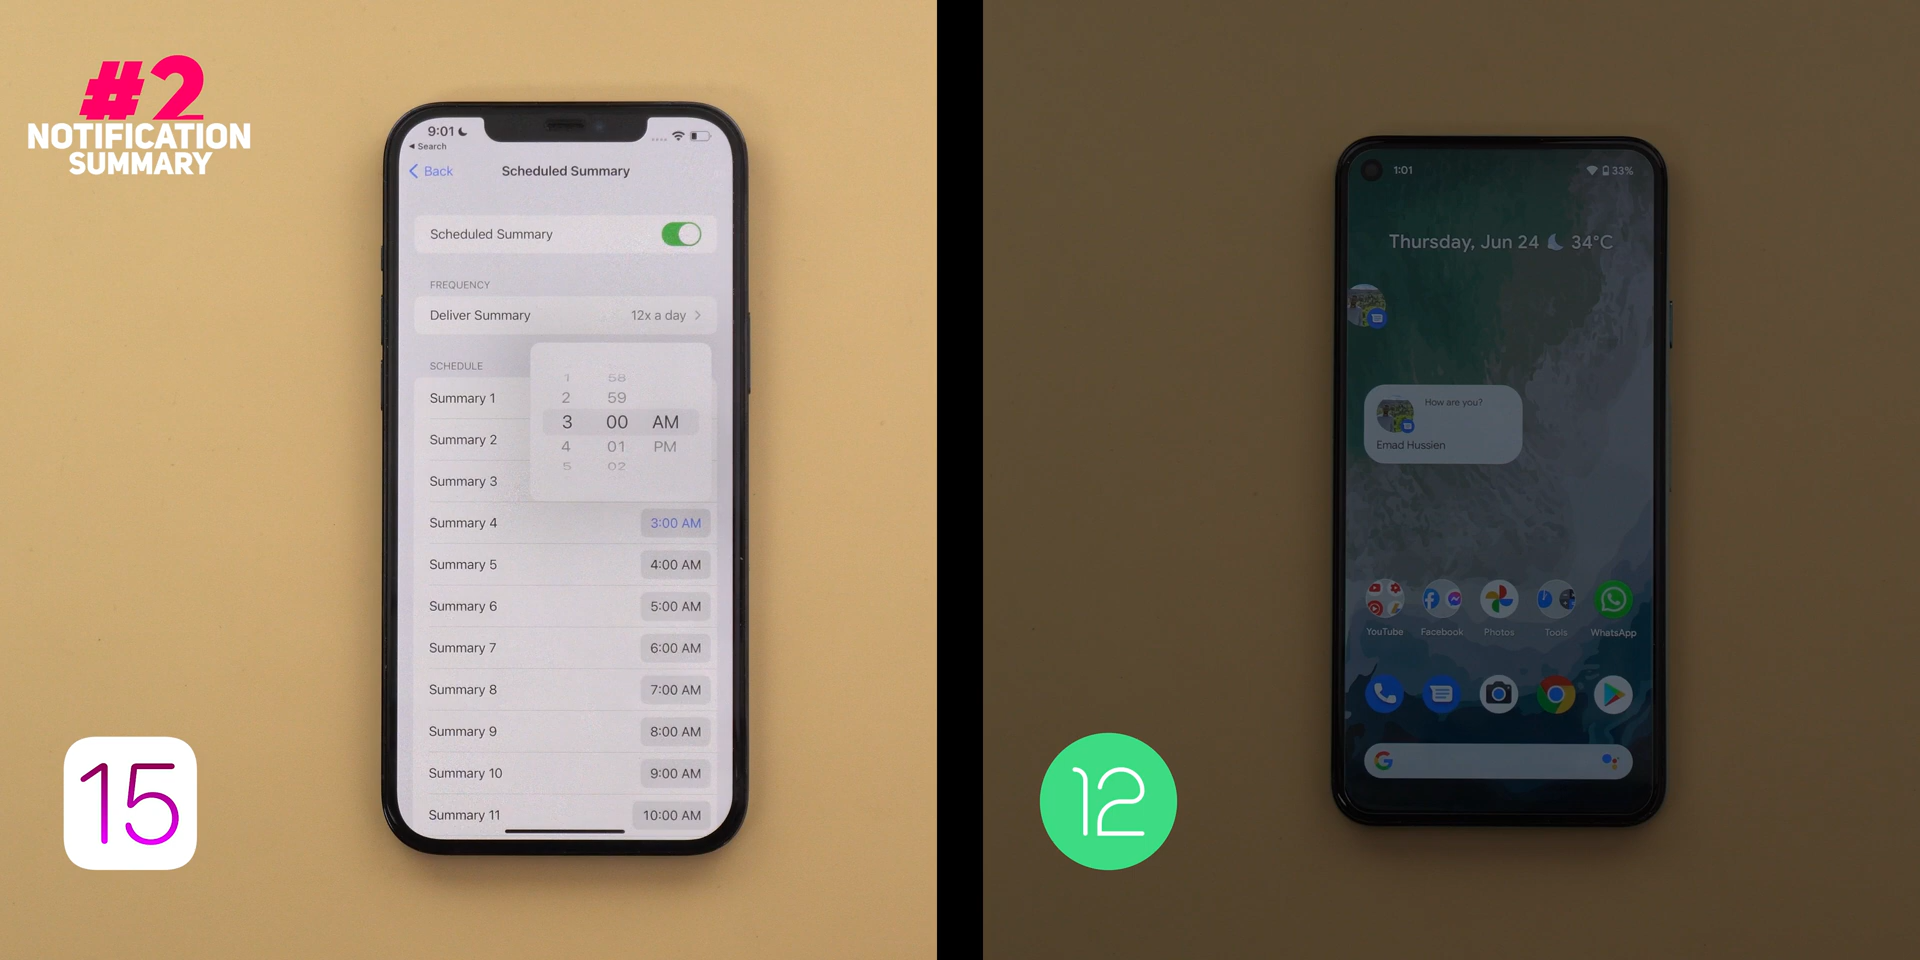 #2
NOTIFICATION
SUMMARY
9:01
Search
Back
Scheduled Summary
Scheduled Summary
FREQUENCY
Deliver Summary 12x a day
SCHEDULE
1 58
2 59
3 00 AM
4 01 PM
5 02
Summary 1
Summary 2
Summary 3
Summary 4 3:00 AM
Summary 5 4:00 AM
Summary 6 5:00 AM
Summary 7 6:00 AM
Summary 8 7:00 AM
Summary 9 8:00 AM
Summary 10 9:00 AM
Summary 11 10:00 AM
15
1:01 33%
Thursday, Jun 24 34°C
How are you?
Emad Hussien
YouTube Facebook Photos Tools WhatsApp
12